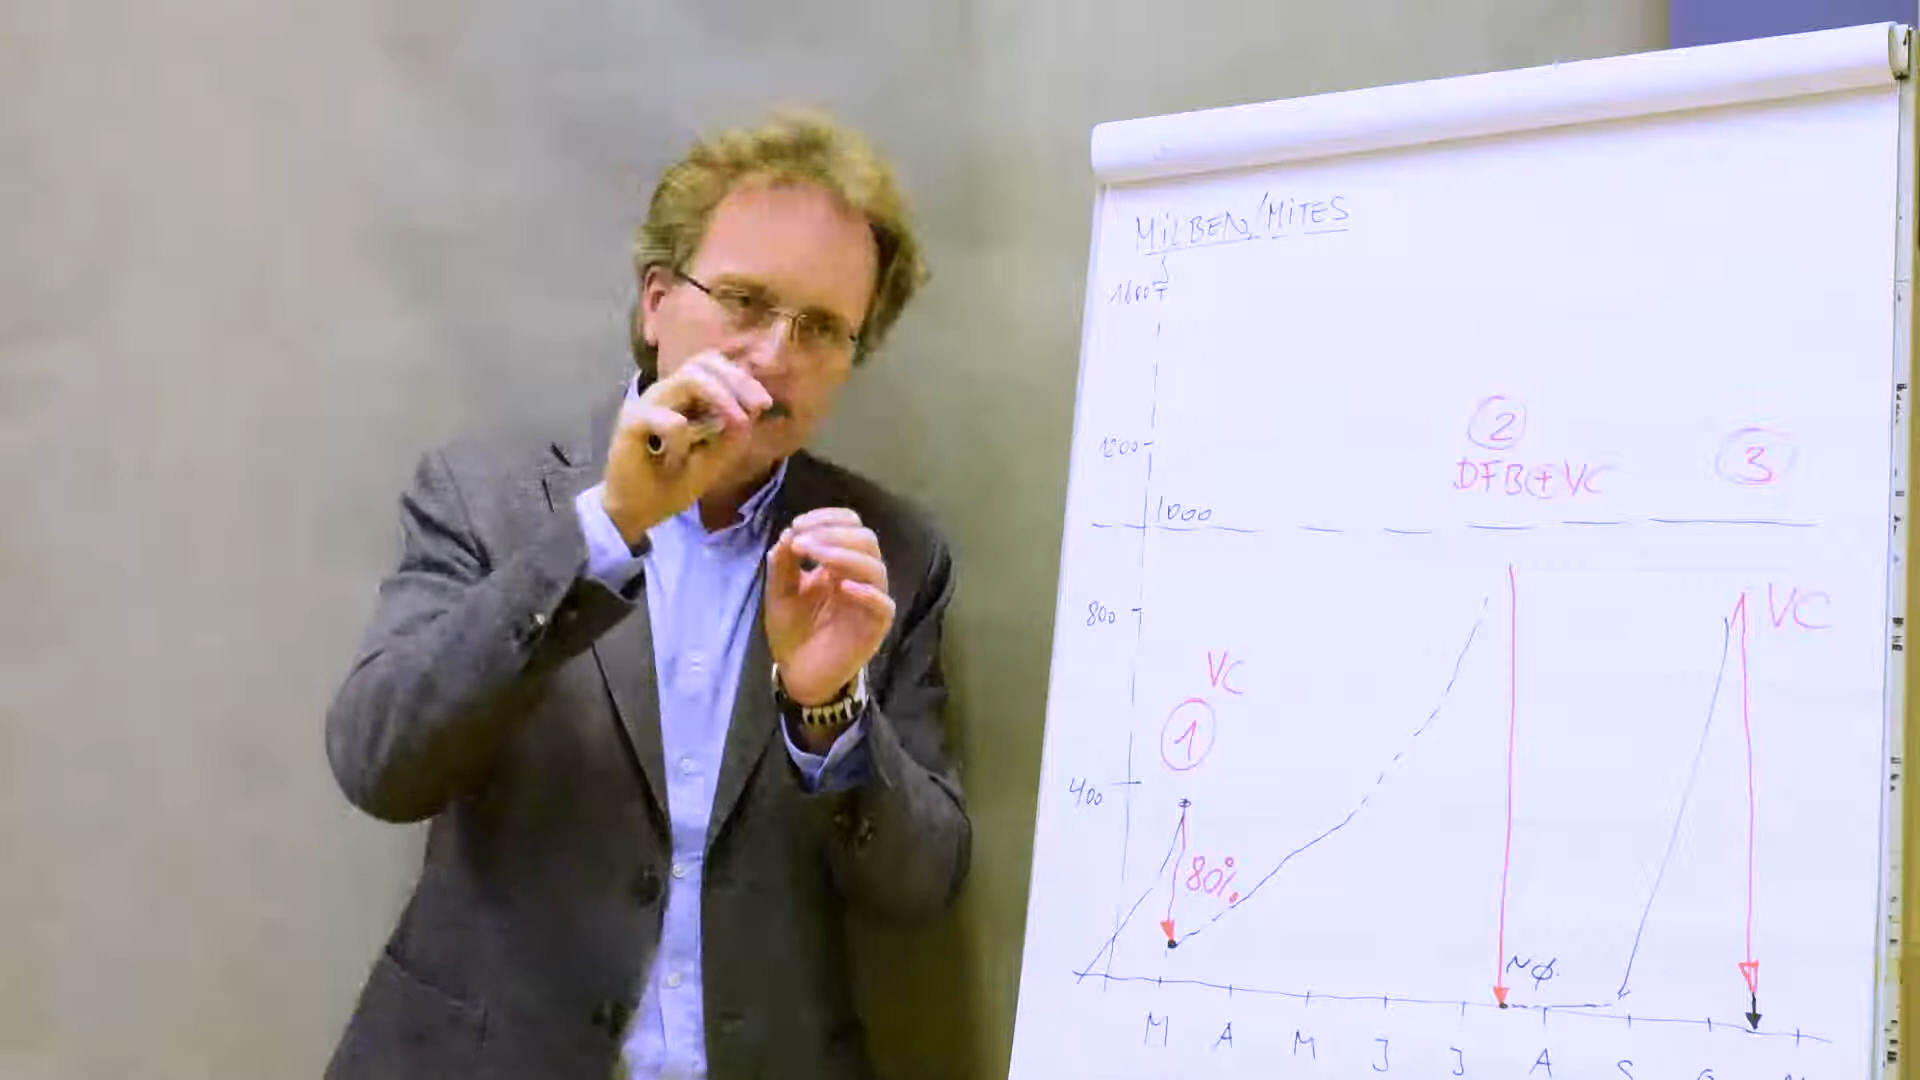 MILBEN/MITES
1600
2
1200
3
DFB + VC
1000
800
VC
VC
1
400
80%
~ø
M A M J J A S O N